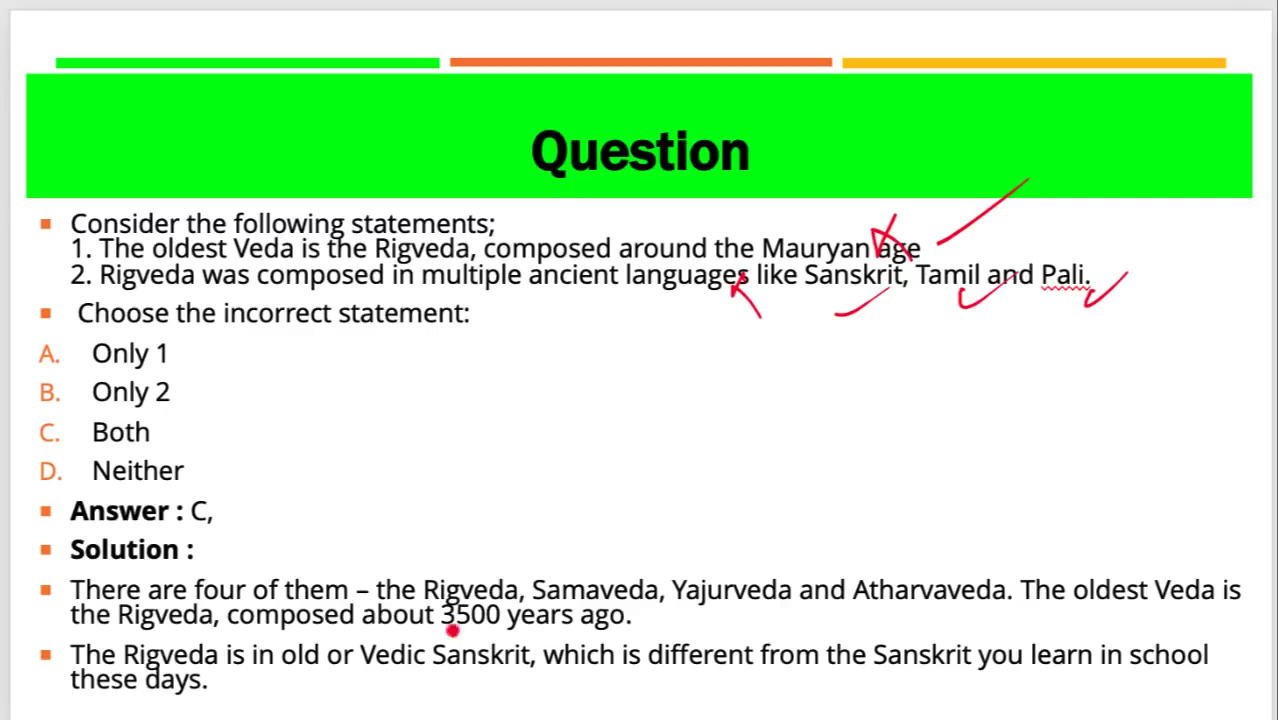 Question
Consider the following statements;
1. The oldest Veda is the Rigveda, composed around the Mauryan age
2. Rigveda was composed in multiple ancient languages like Sanskrit, Tamil and Pali.
Choose the incorrect statement:
A. Only 1
B. Only 2
C. Both
D. Neither
Answer : C,
Solution :
There are four of them – the Rigveda, Samaveda, Yajurveda and Atharvaveda. The oldest Veda is
the Rigveda, composed about 3500 years ago.
The Rigveda is in old or Vedic Sanskrit, which is different from the Sanskrit you learn in school
these days.